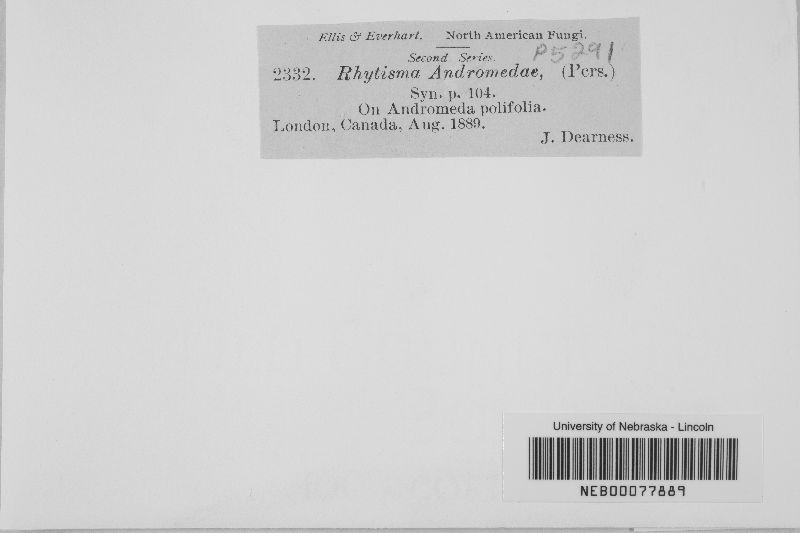 Ellis & Everhart. North American Fungi.
Second Series.
P5291
2332. Rhytisma Andromedae, (Pers.)
Syn. p. 104.
On Andromeda polifolia.
London, Canada, Aug. 1889.
J. Dearness.
University of Nebraska - Lincoln
NEB00077889